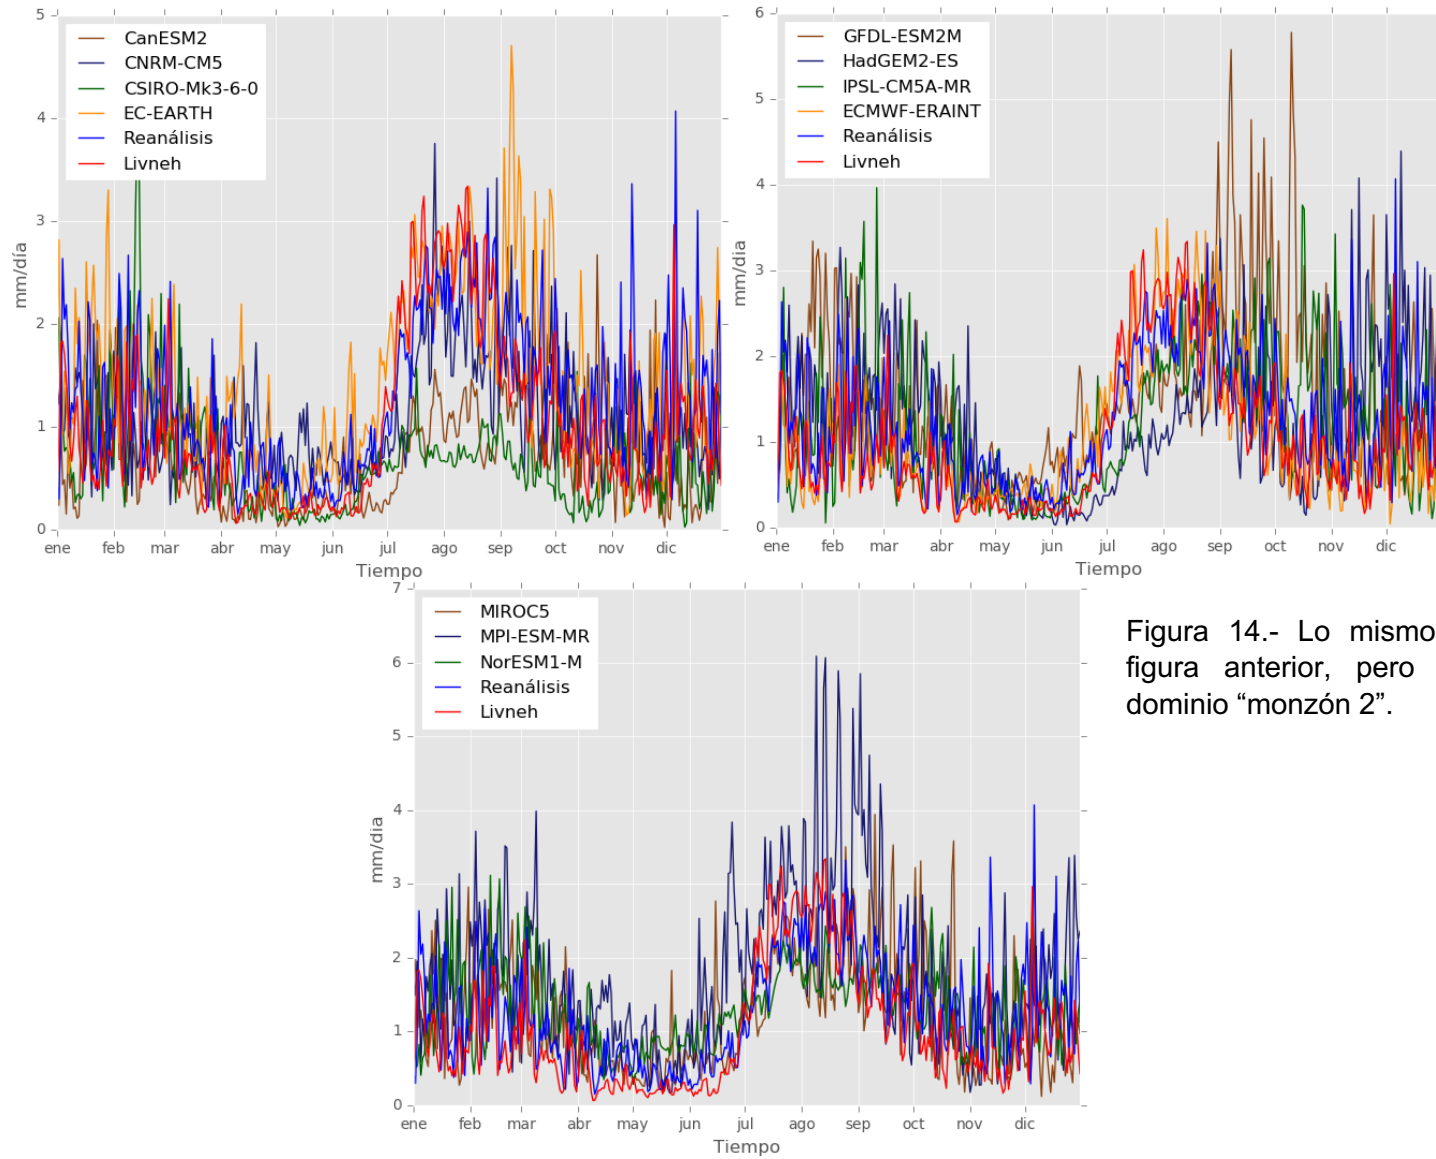 5
4
3
2
1
0
mm/día
CanESM2
CNRM-CM5
CSIRO-Mk3-6-0
EC-EARTH
Reanálisis
Livneh
ene feb mar abr may jun jul ago sep oct nov dic
Tiempo
6
5
4
3
2
1
0
mm/dia
GFDL-ESM2M
HadGEM2-ES
IPSL-CM5A-MR
ECMWF-ERAINT
Reanálisis
Livneh
ene feb mar abr may jun jul ago sep oct nov dic
Tiempo
7
6
5
4
3
2
1
0
mm/dia
MIROC5
MPI-ESM-MR
NorESM1-M
Reanálisis
Livneh
ene feb mar abr may jun jul ago sep oct nov dic
Tiempo
Figura 14.- Lo mismo
figura anterior, pero
dominio “monzón 2”.